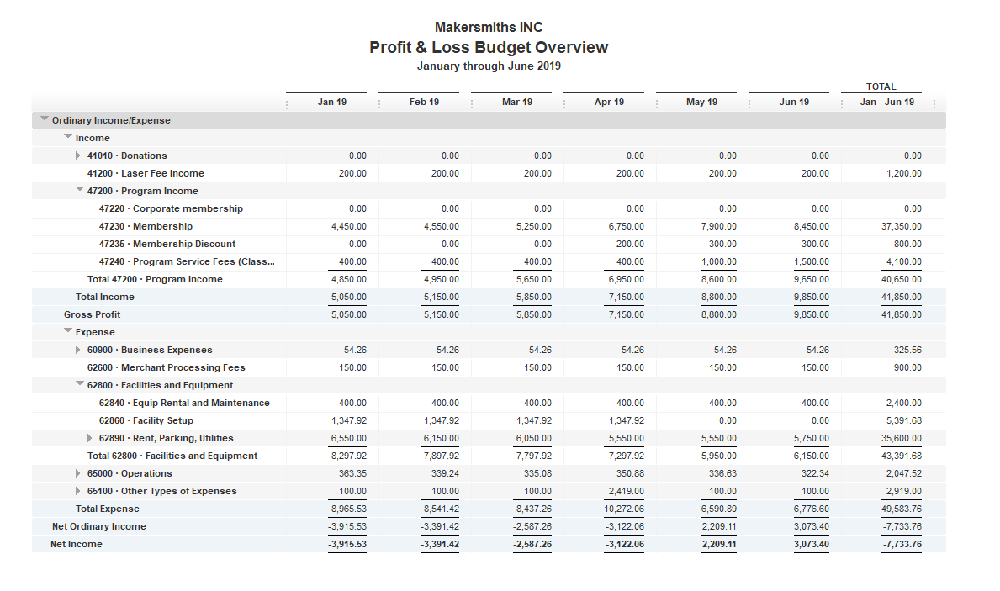 Makersmiths INC
Profit & Loss Budget Overview
January through June 2019
TOTAL
Jan 19 Feb 19 Mar 19 Apr 19 May 19 Jun 19 Jan - Jun 19
Ordinary Income/Expense
Income
41010 · Donations 0.00 0.00 0.00 0.00 0.00 0.00 0.00
41200 · Laser Fee Income 200.00 200.00 200.00 200.00 200.00 200.00 1,200.00
47200 · Program Income
47220 · Corporate membership 0.00 0.00 0.00 0.00 0.00 0.00 0.00
47230 · Membership 4,450.00 4,550.00 5,250.00 6,750.00 7,900.00 8,450.00 37,350.00
47235 · Membership Discount 0.00 0.00 0.00 -200.00 -300.00 -300.00 -800.00
47240 · Program Service Fees (Class... 400.00 400.00 400.00 400.00 1,000.00 1,500.00 4,100.00
Total 47200 · Program Income 4,850.00 4,950.00 5,650.00 6,950.00 8,600.00 9,650.00 40,650.00
Total Income 5,050.00 5,150.00 5,850.00 7,150.00 8,800.00 9,850.00 41,850.00
Gross Profit 5,050.00 5,150.00 5,850.00 7,150.00 8,800.00 9,850.00 41,850.00
Expense
60900 · Business Expenses 54.26 54.26 54.26 54.26 54.26 54.26 325.56
62600 · Merchant Processing Fees 150.00 150.00 150.00 150.00 150.00 150.00 900.00
62800 · Facilities and Equipment
62840 · Equip Rental and Maintenance 400.00 400.00 400.00 400.00 400.00 400.00 2,400.00
62860 · Facility Setup 1,347.92 1,347.92 1,347.92 1,347.92 0.00 0.00 5,391.68
62890 · Rent, Parking, Utilities 6,550.00 6,150.00 6,050.00 5,550.00 5,550.00 5,750.00 35,600.00
Total 62800 · Facilities and Equipment 8,297.92 7,897.92 7,797.92 7,297.92 5,950.00 6,150.00 43,391.68
65000 · Operations 363.35 339.24 335.08 350.88 336.63 322.34 2,047.52
65100 · Other Types of Expenses 100.00 100.00 100.00 2,419.00 100.00 100.00 2,919.00
Total Expense 8,965.53 8,541.42 8,437.26 10,272.06 6,590.89 6,776.60 49,583.76
Net Ordinary Income -3,915.53 -3,391.42 -2,587.26 -3,122.06 2,209.11 3,073.40 -7,733.76
Net Income -3,915.53 -3,391.42 -2,587.26 -3,122.06 2,209.11 3,073.40 -7,733.76